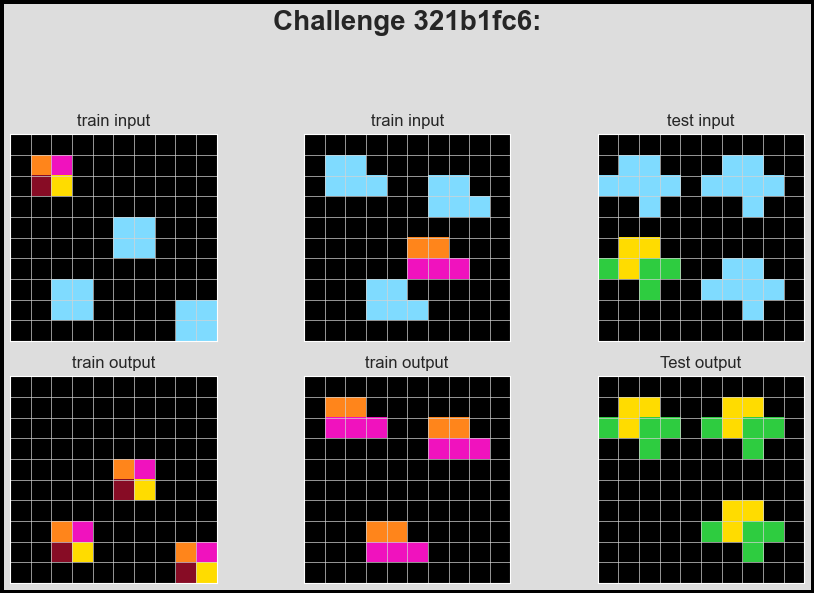 Challenge 321b1fc6:
train input
train input
test input
train output
train output
Test output